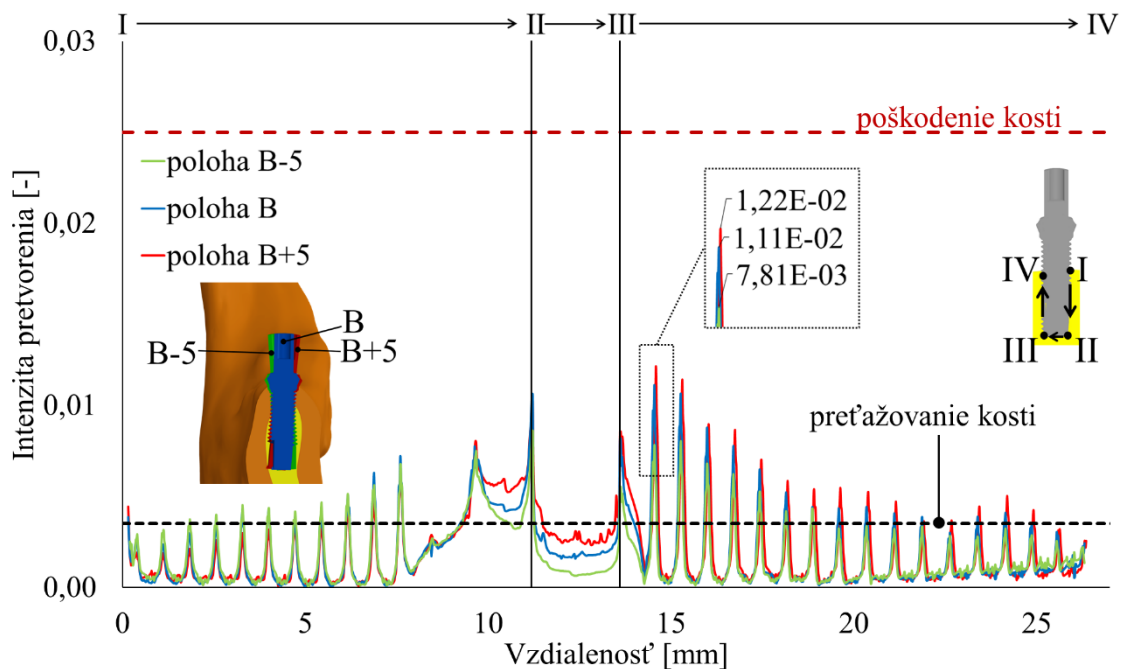 I II III IV
0,03
0,02
0,01
0,00
Intenzita pretvorenia [-]
poškodenie kosti
poloha B-5
poloha B
poloha B+5
1,22E-02
1,11E-02
7,81E-03
B
B-5
B+5
IV I
III II
preťažovanie kosti
0 5 10 15 20 25
Vzdialenosť [mm]